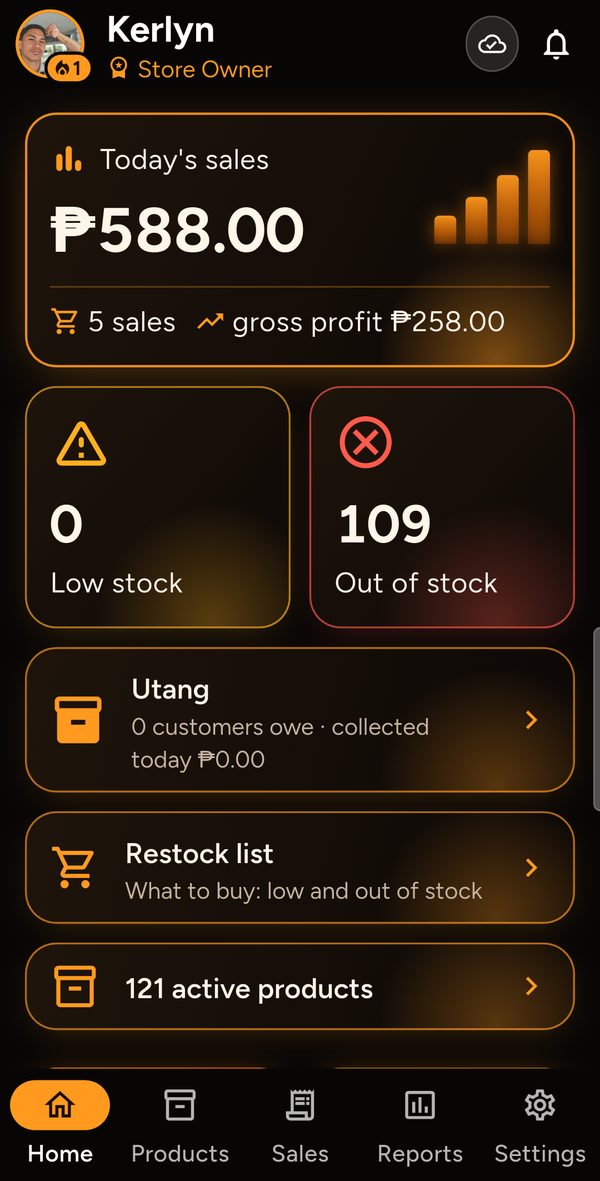 Kerlyn
1
Store Owner
Today's sales
₱588.00
5 sales gross profit ₱258.00
0
Low stock
109
Out of stock
Utang
0 customers owe · collected
today ₱0.00
Restock list
What to buy: low and out of stock
121 active products
Home Products Sales Reports Settings